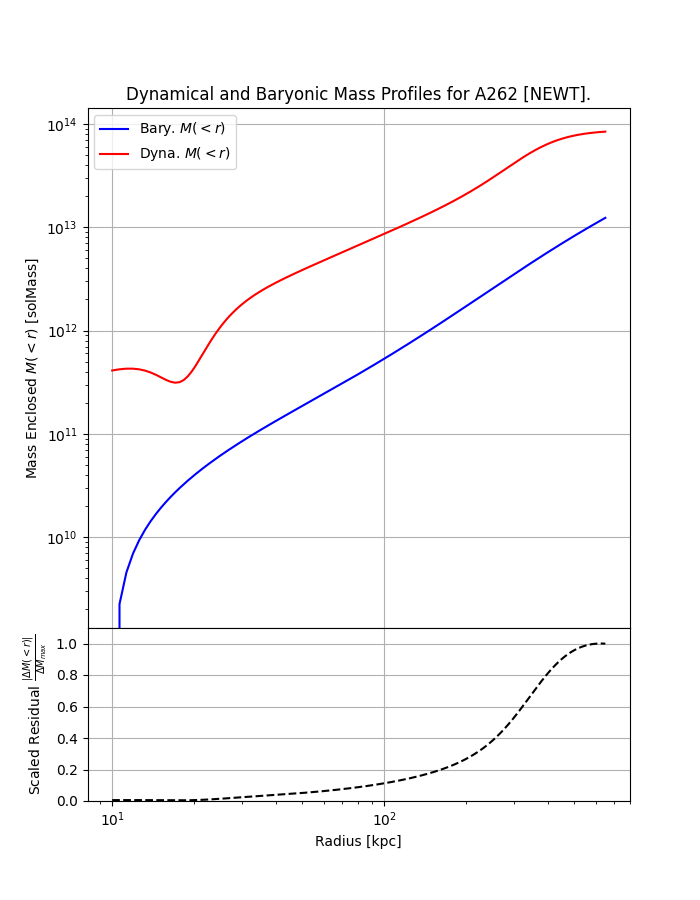 Dynamical and Baryonic Mass Profiles for A262 [NEWT].
Bary. M(<r)
Dyna. M(<r)
10^14
10^13
10^12
10^11
10^10
Mass Enclosed M(<r) [solMass]
1.0
0.8
0.6
0.4
0.2
0.0
Scaled Residual |ΔM(<r)|/ΔM_max
10^1
10^2
Radius [kpc]